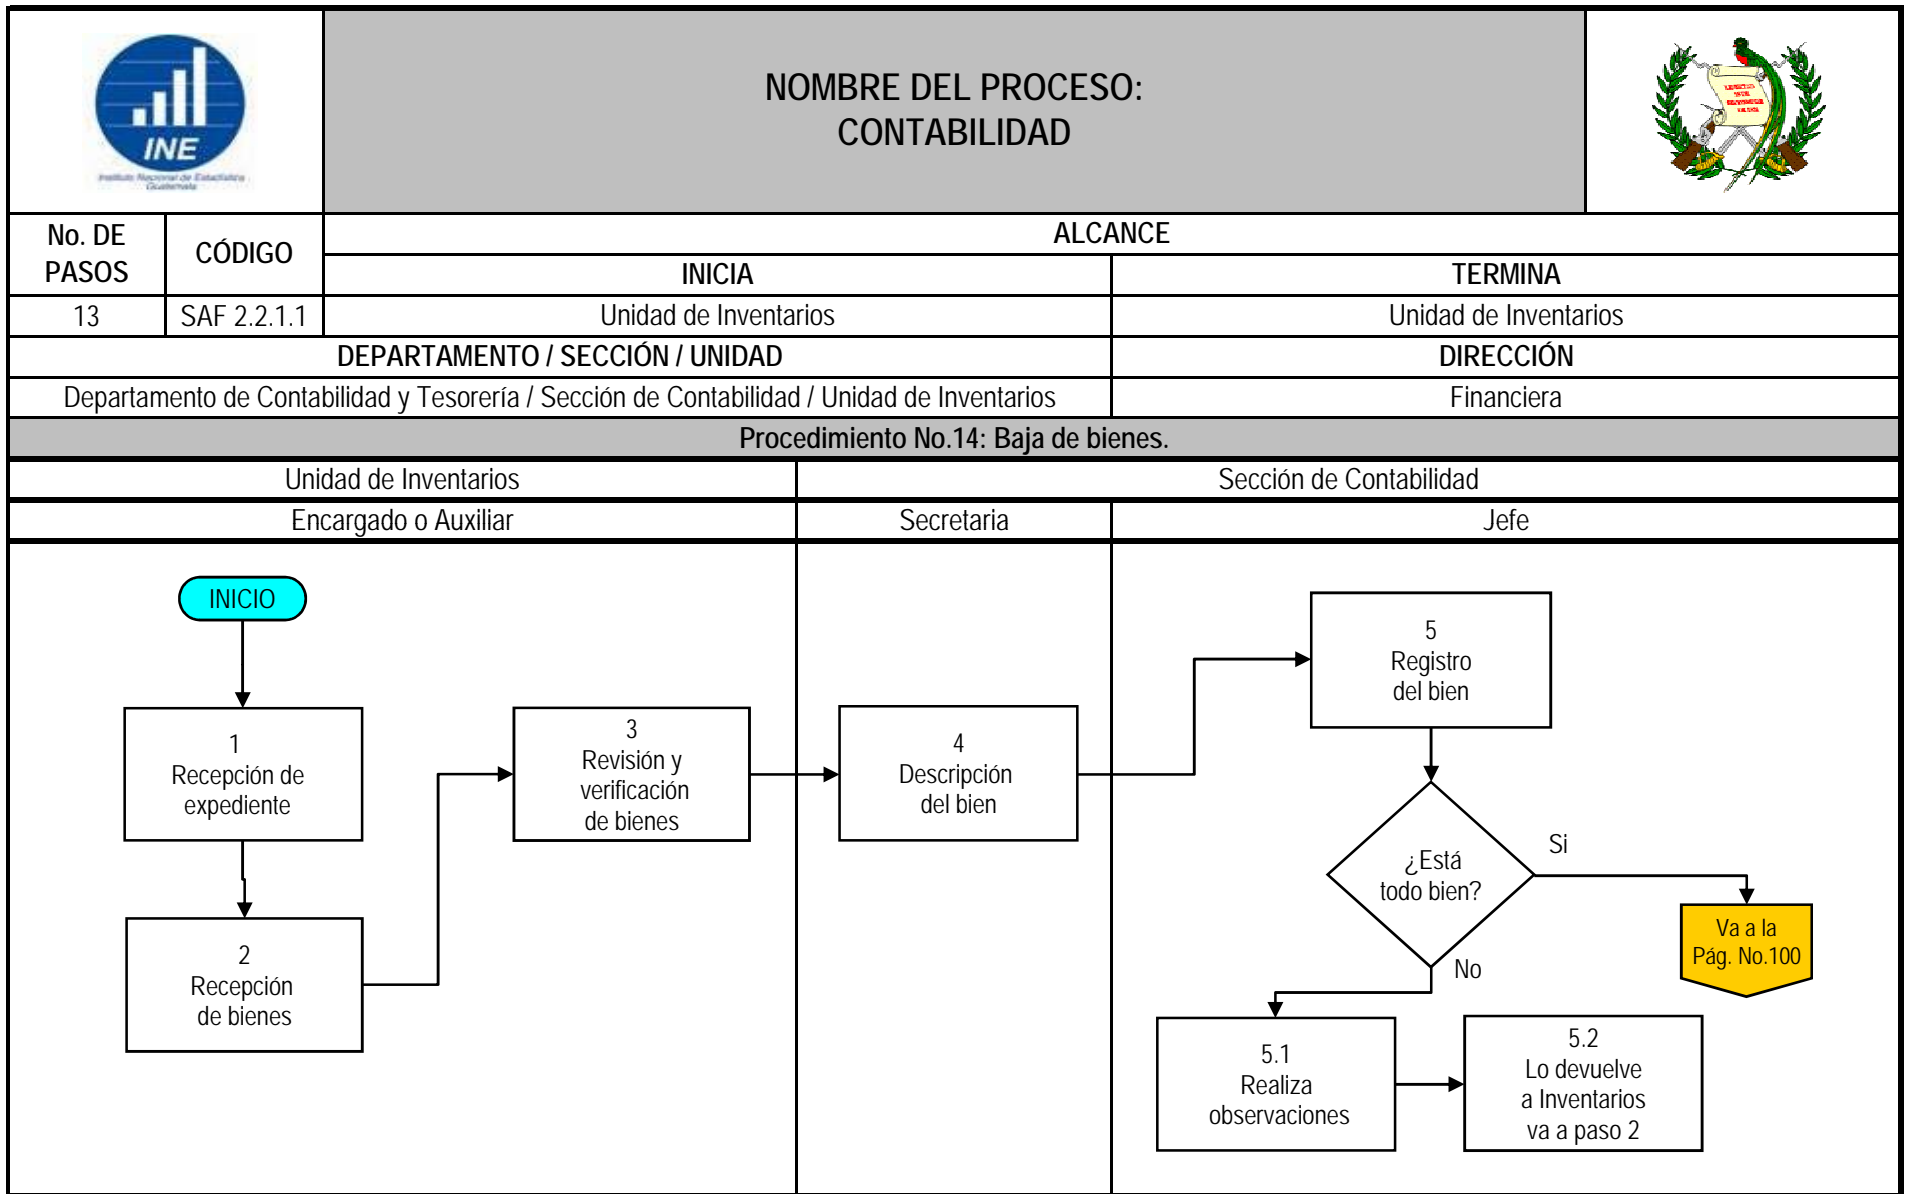 INE
Instituto Nacional de Estadística
Guatemala
NOMBRE DEL PROCESO:
CONTABILIDAD
No. DE
PASOS
CÓDIGO
ALCANCE
INICIA
TERMINA
13
SAF 2.2.1.1
Unidad de Inventarios
Unidad de Inventarios
DEPARTAMENTO / SECCIÓN / UNIDAD
DIRECCIÓN
Departamento de Contabilidad y Tesorería / Sección de Contabilidad / Unidad de Inventarios
Financiera
Procedimiento No.14: Baja de bienes.
Unidad de Inventarios
Sección de Contabilidad
Encargado o Auxiliar
Secretaria
Jefe
INICIO
1
Recepción de
expediente
2
Recepción
de bienes
3
Revisión y
verificación
de bienes
4
Descripción
del bien
5
Registro
del bien
¿Está
todo bien?
Si
Va a la
Pág. No.100
No
5.1
Realiza
observaciones
5.2
Lo devuelve
a Inventarios
va a paso 2